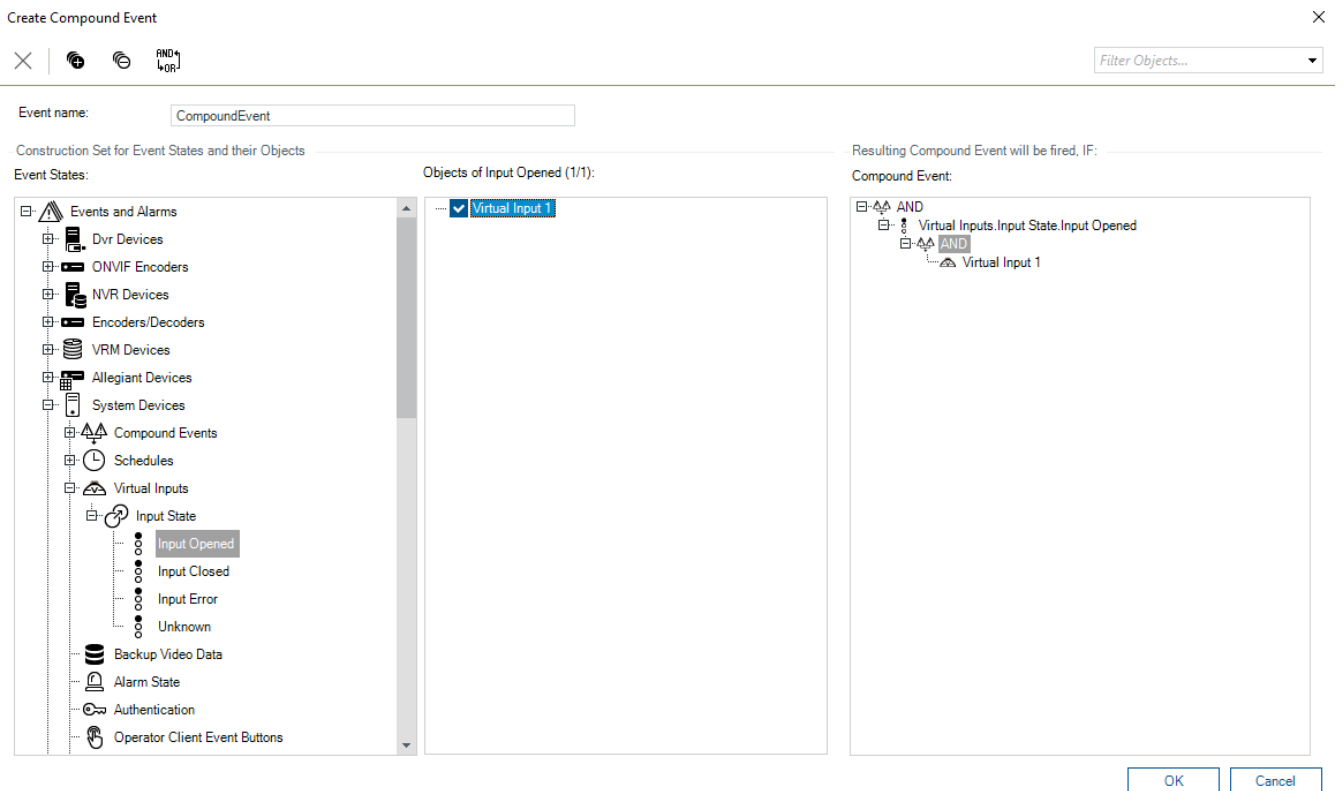 Create Compound Event
AND
OR
Filter Objects...
Event name:
CompoundEvent
Construction Set for Event States and their Objects
Event States:
Events and Alarms
Dvr Devices
ONVIF Encoders
NVR Devices
Encoders/Decoders
VRM Devices
Allegiant Devices
System Devices
Compound Events
Schedules
Virtual Inputs
Input State
Input Opened
Input Closed
Input Error
Unknown
Backup Video Data
Alarm State
Authentication
Operator Client Event Buttons
Objects of Input Opened (1/1):
Virtual Input 1
Resulting Compound Event will be fired, IF:
Compound Event:
AND
Virtual Inputs.Input State.Input Opened
AND
Virtual Input 1
OK
Cancel